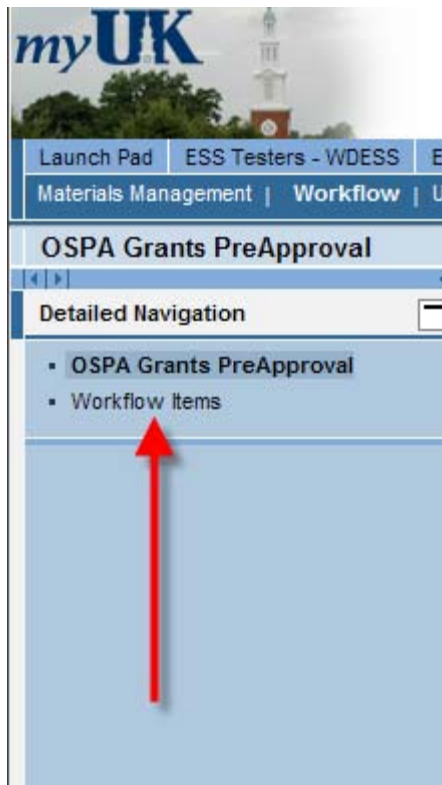 myUK
Launch Pad ESS Testers - WDESS E
Materials Management | Workflow | U
OSPA Grants PreApproval
Detailed Navigation
OSPA Grants PreApproval
Workflow Items